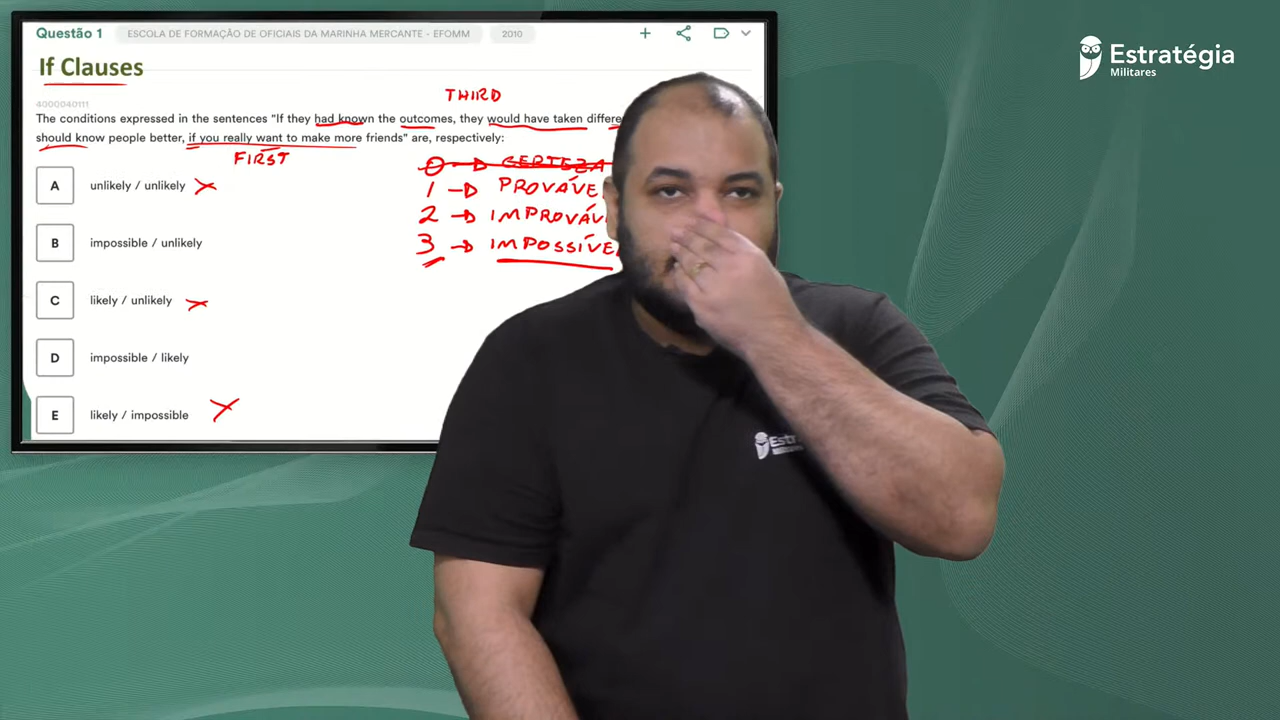 Questão 1 ESCOLA DE FORMAÇÃO DE OFICIAIS DA MARINHA MERCANTE - EFOMM 2010
If Clauses
4000040111
THIRD
The conditions expressed in the sentences “If they had known the outcomes, they would have taken differe
should know people better, if you really want to make more friends” are, respectively:
FIRST
0 → CERTEZA
A unlikely / unlikely
1 → PROVÁVE
2 → IMPROVÁV
B impossible / unlikely
3 → IMPOSSÍVE
C likely / unlikely
D impossible / likely
E likely / impossible
Estratégia
Militares
Estr